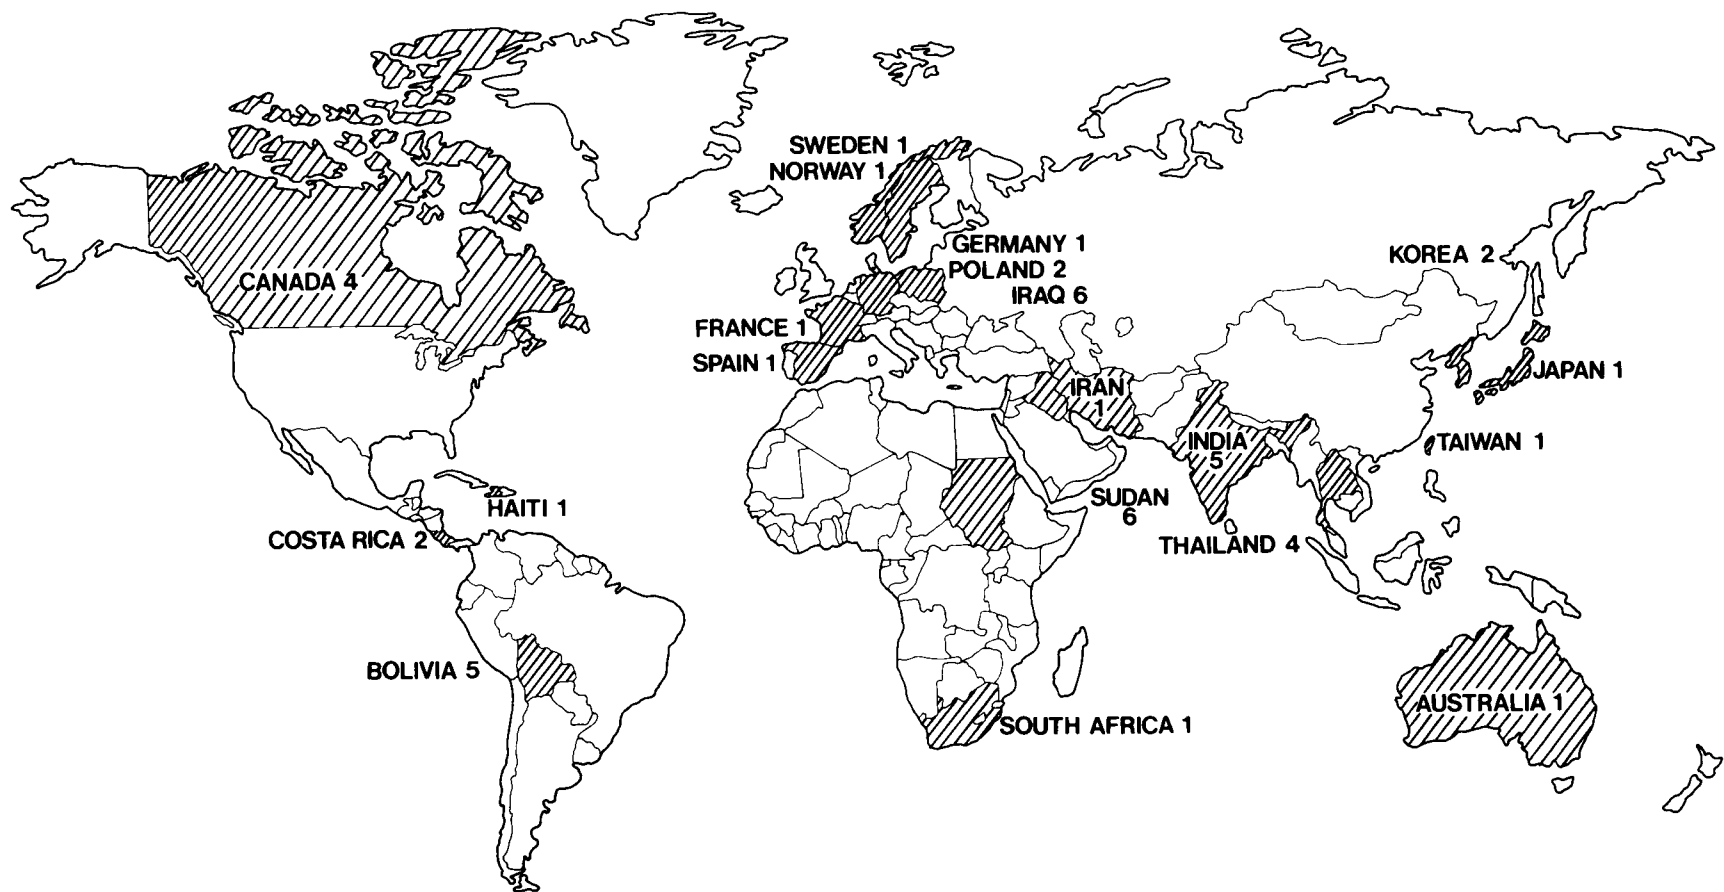 SWEDEN 1
NORWAY 1
GERMANY 1
POLAND 2
IRAQ 6
KOREA 2
CANADA 4
FRANCE 1
SPAIN 1
IRAN
1
JAPAN 1
INDIA
5
TAIWAN 1
SUDAN
6
HAITI 1
COSTA RICA 2
THAILAND 4
BOLIVIA 5
AUSTRALIA 1
SOUTH AFRICA 1